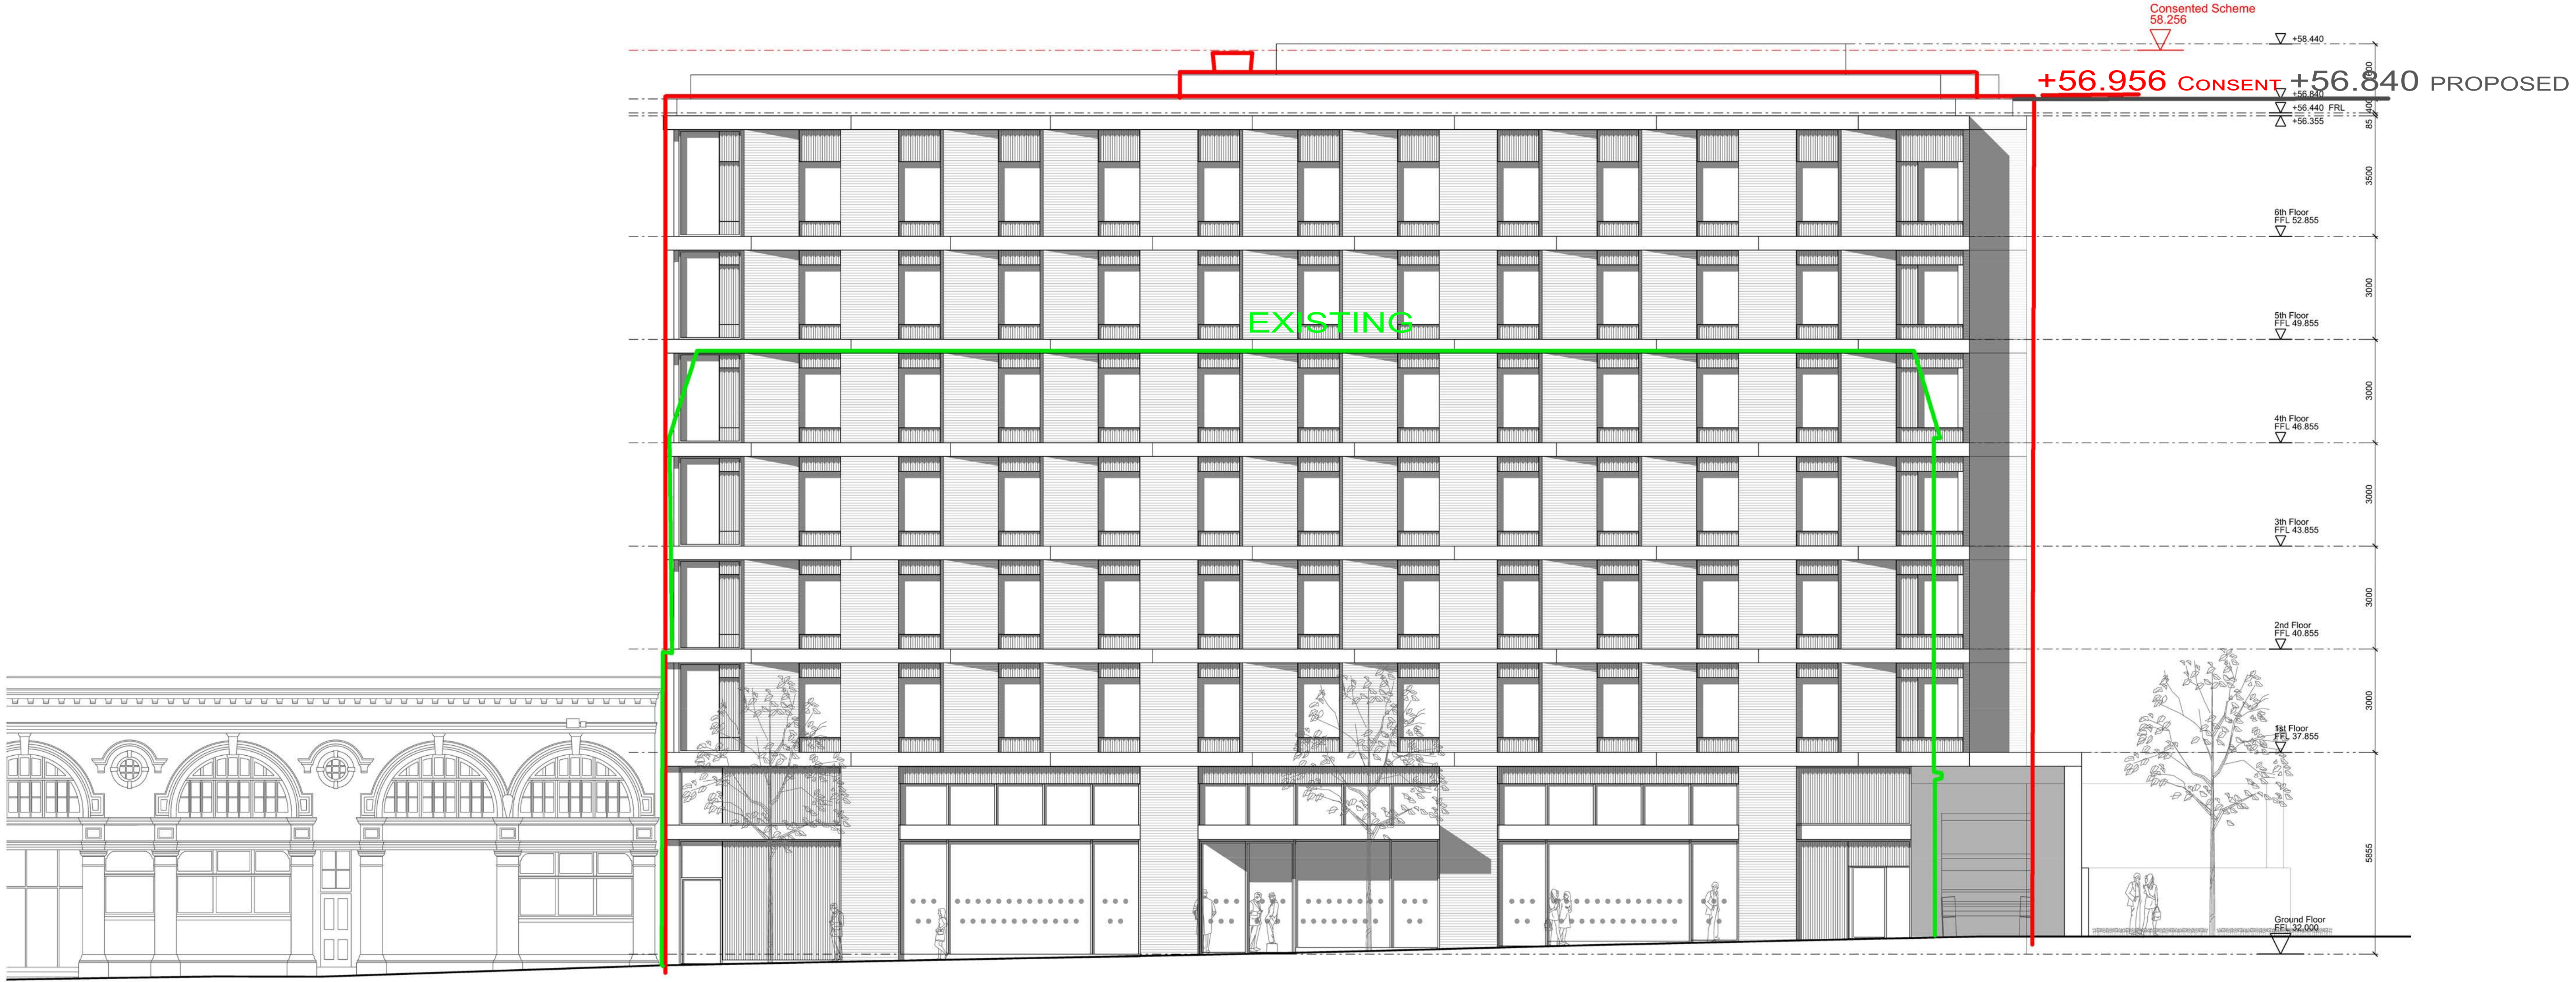 Consented Scheme
58.256
+58.440
+56.956 CONSENT +56.840 PROPOSED
+56.840
+56.440 FRL
+56.355
400
85
3500
6th Floor
FFL 52.855
3000
EXISTING
5th Floor
FFL 49.855
3000
4th Floor
FFL 46.855
3000
3th Floor
FFL 43.855
3000
2nd Floor
FFL 40.855
3000
1st Floor
FFL 37.855
5855
Ground Floor
FFL 32.000